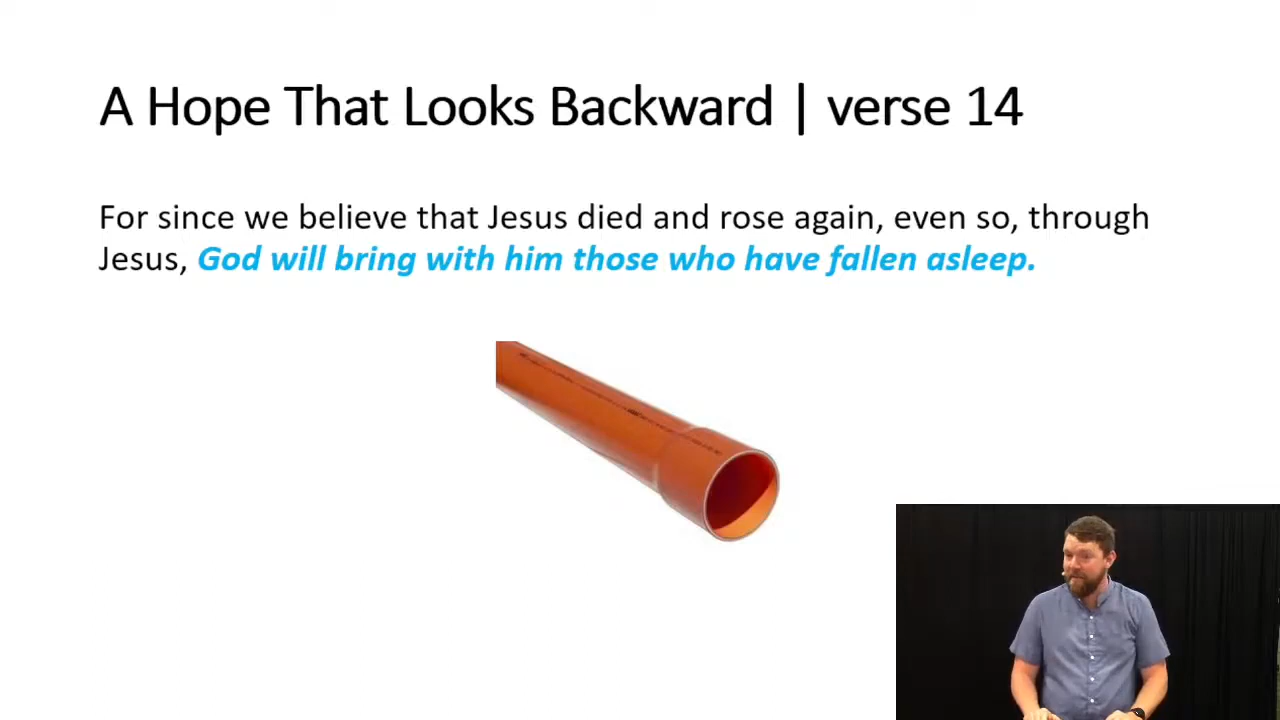 A Hope That Looks Backward | verse 14
For since we believe that Jesus died and rose again, even so, through
Jesus, God will bring with him those who have fallen asleep.